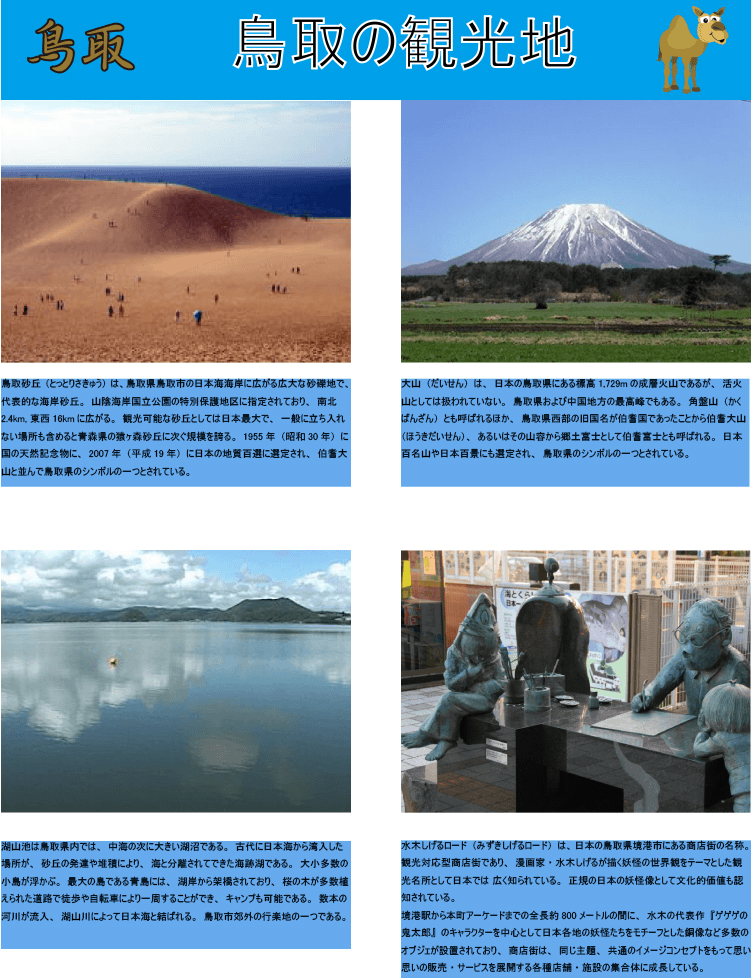 鳥取
鳥取の観光地
鳥取砂丘（とっとりさきゅう）は、鳥取県鳥取市の日本海海岸に広がる広大な砂礫地で、
代表的な海岸砂丘。 山陰海岸国立公園の特別保護地区に指定されており、 南北
2.4km, 東西 16km に広がる。 観光可能な砂丘としては日本最大で、 一般に立ち入れ
ない場所も含めると青森県の猿ヶ森砂丘に次ぐ規模を誇る。 1955 年 （昭和 30 年）に
国の天然記念物に、 2007 年 （平成 19 年）に日本の地質百選に選定され、 伯耆大
山と並んで鳥取県のシンボルの一つとされている。
大山 （だいせん）は、 日本の鳥取県にある標高 1,729m の成層火山であるが、 活火
山としては扱われていない。 鳥取県および中国地方の最高峰でもある。 角盤山 （かく
ばんざん）とも呼ばれるほか、 鳥取県西部の旧国名が伯耆国であったことから伯耆大山
（ほうきだいせん）、 あるいはその山容から郷土富士として伯耆富士とも呼ばれる。 日本
百名山や日本百景にも選定され、 鳥取県のシンボルの一つとされている。
海とくらし
日本一
湖山池は鳥取県内では、 中海の次に大きい湖沼である。 古代に日本海から湾入した
場所が、 砂丘の発達や堆積により、 海と分離されてできた海跡湖である。 大小多数の
小島が浮かぶ。 最大の島である青島には、 湖岸から架橋されており、 桜の木が多数植
えられた道路で徒歩や自転車により一周することができ、 キャンプも可能である。 数本の
河川が流入、 湖山川によって日本海と結ばれる。 鳥取市郊外の行楽地の一つである。
水木しげるロード （みずきしげるロード）は、日本の鳥取県境港市にある商店街の名称。
観光対応型商店街であり、 漫画家・水木しげるが描く妖怪の世界観をテーマとした観
光名所として日本では 広く知られている。 正規の日本の妖怪像として文化的価値も認
知されている。
境港駅から本町アーケードまでの全長約 800 メートルの間に、 水木の代表作 『ゲゲゲの
鬼太郎』 のキャラクターを中心として日本各地の妖怪たちをモチーフとした銅像など多数の
オブジェが設置されており、 商店街は、 同じ主題、 共通のイメージコンセプトをもって思い
思いの販売・サービスを展開する各種店舗・施設の集合体に成長している。